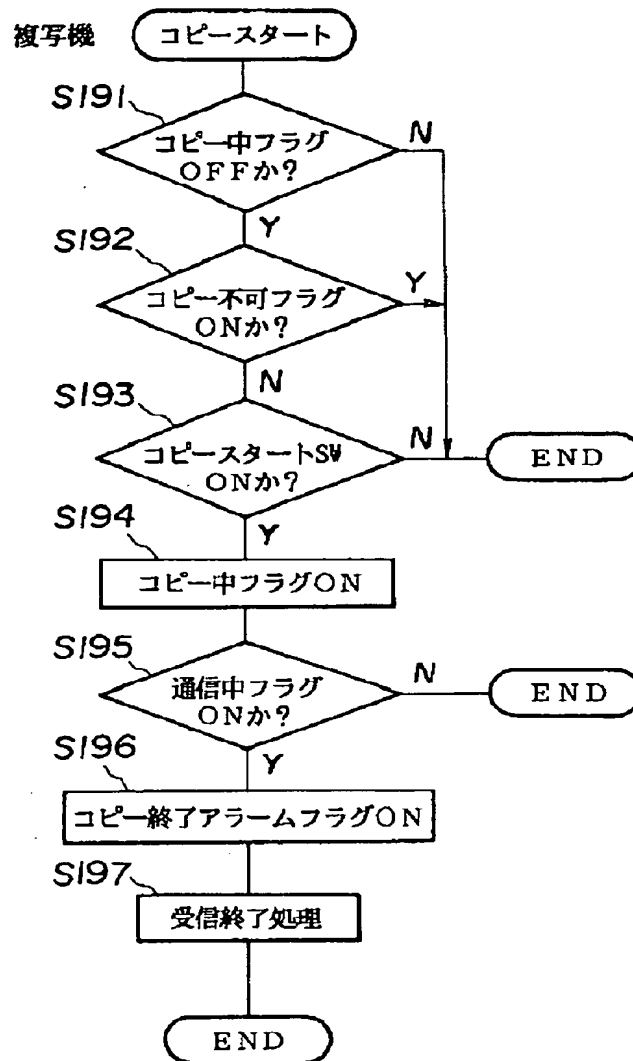 複写機
コピースタート
S191
コピー中フラグ
OFFか?
N
Y
S192
コピー不可フラグ
ONか?
Y
N
S193
コピースタートSW
ONか?
N
END
Y
S194
コピー中フラグON
S195
通信中フラグ
ONか?
N
END
Y
S196
コピー終了アラームフラグON
S197
受信終了処理
END